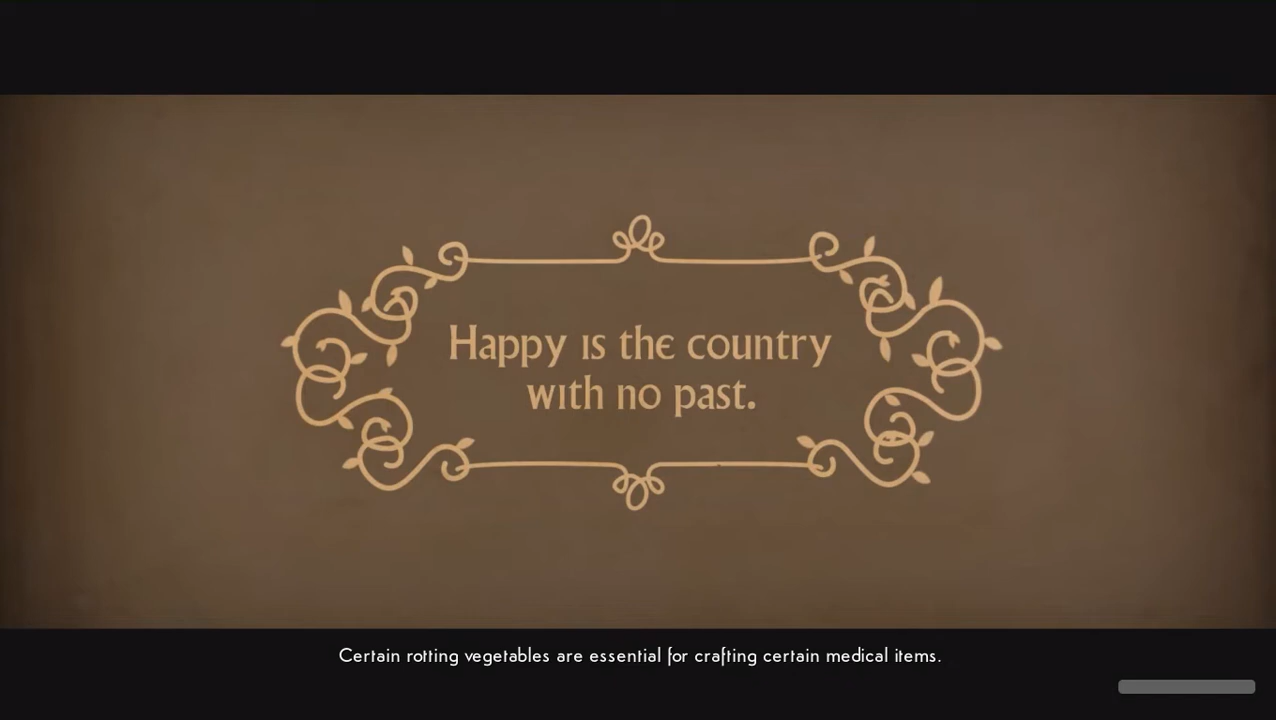 Happy is the country
with no past.
Certain rotting vegetables are essential for crafting certain medical items.